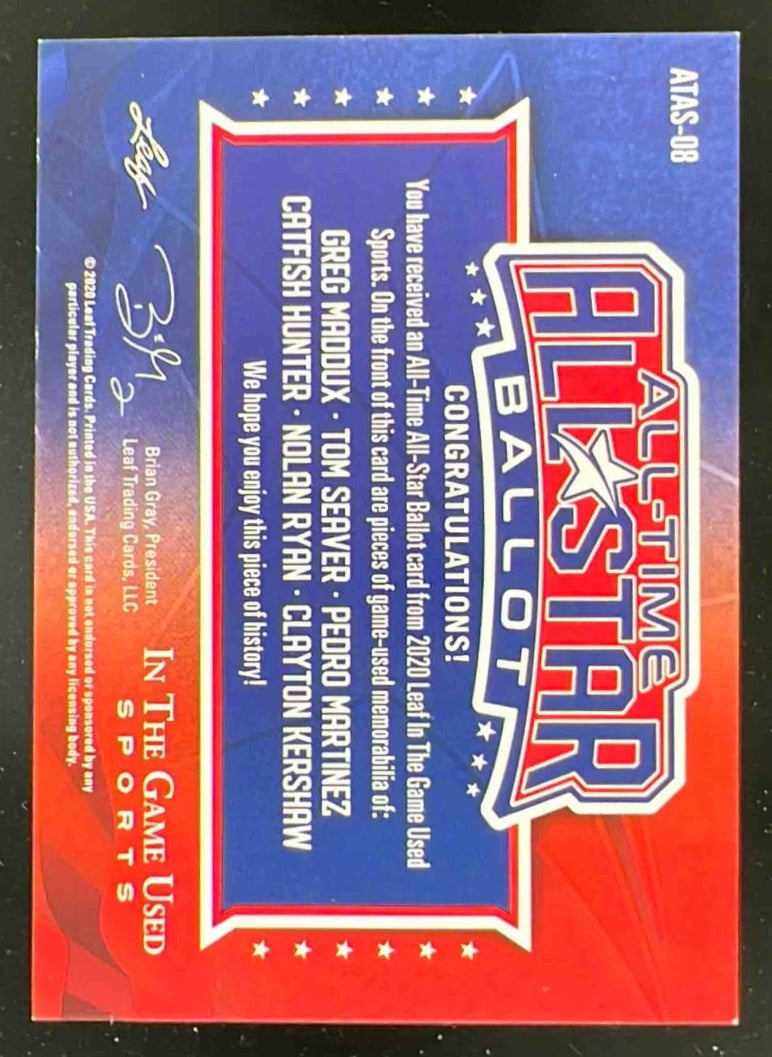 ATAS-08
ALL-TIME
ALL STAR
BALLOT
CONGRATULATIONS!
You have received an All-Time All-Star Ballot card from 2020 Leaf In The Game Used
Sports. On the front of this card are pieces of game-used memorabilia of:
GREG MADDUX · TOM SEAVER · PEDRO MARTINEZ
CATFISH HUNTER · NOLAN RYAN · CLAYTON KERSHAW
We hope you enjoy this piece of history!
Leaf
Brian Gray, President
Leaf Trading Cards, LLC
IN THE GAME USED
SPORTS
©2020 Leaf Trading Cards. Printed in the USA. This card is not endorsed or sponsored by any
particular player and is not authorized, endorsed or approved by any licensing body.